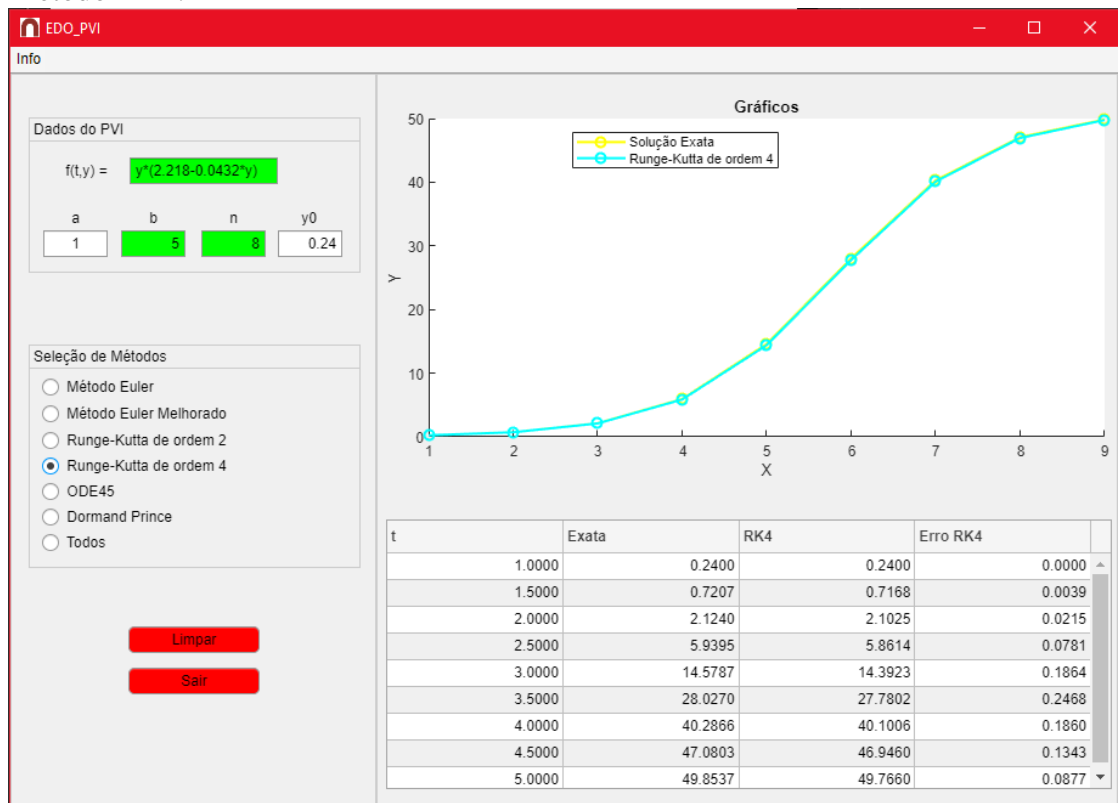 EDO_PVI
Info
Dados do PVI
f(t,y) = y*(2.218-0.0432*y)
a b n y0
1 5 8 0.24
Seleção de Métodos
Método Euler
Método Euler Melhorado
Runge-Kutta de ordem 2
Runge-Kutta de ordem 4
ODE45
Dormand Prince
Todos
Limpar
Sair
Gráficos
Solução Exata
Runge-Kutta de ordem 4
50
40
30
20
10
0
Y
1 2 3 4 5 6 7 8 9
X
t Exata RK4 Erro RK4
1.0000 0.2400 0.2400 0.0000
1.5000 0.7207 0.7168 0.0039
2.0000 2.1240 2.1025 0.0215
2.5000 5.9395 5.8614 0.0781
3.0000 14.5787 14.3923 0.1864
3.5000 28.0270 27.7802 0.2468
4.0000 40.2866 40.1006 0.1860
4.5000 47.0803 46.9460 0.1343
5.0000 49.8537 49.7660 0.0877